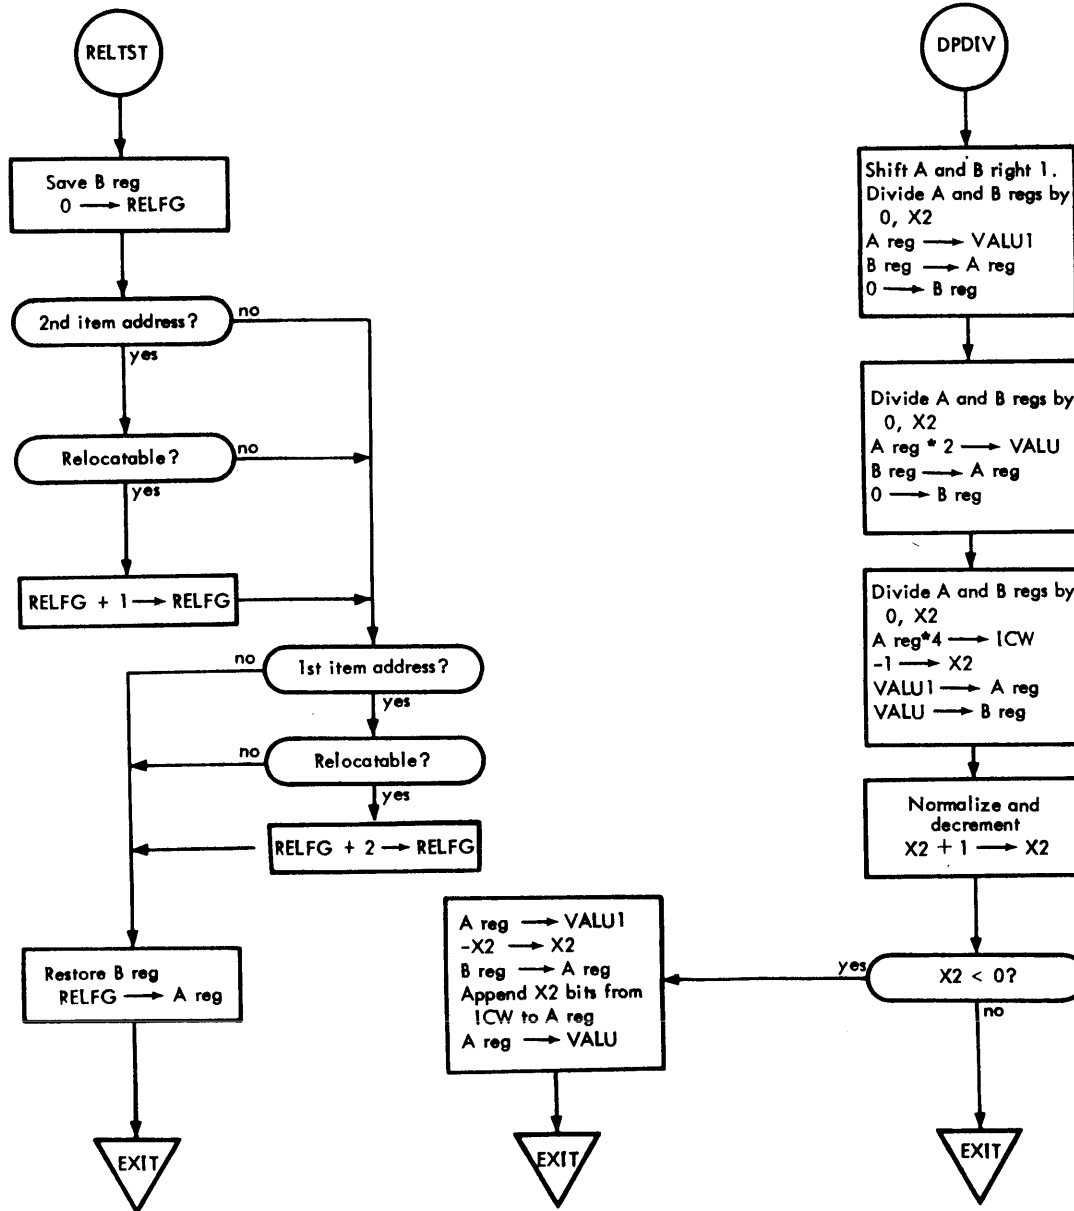 RELTST
Save B reg
0 → RELFG
2nd item address?
no
yes
Relocatable?
no
yes
RELFG + 1 → RELFG
1st item address?
no
yes
Relocatable?
no
yes
RELFG + 2 → RELFG
Restore B reg
RELFG → A reg
EXIT
DPDIV
Shift A and B right 1.
Divide A and B regs by
0, X2
A reg → VALU1
B reg → A reg
0 → B reg
Divide A and B regs by
0, X2
A reg * 2 → VALU
B reg → A reg
0 → B reg
Divide A and B regs by
0, X2
A reg*4 → ICW
-1 → X2
VALU1 → A reg
VALU → B reg
Normalize and
decrement
X2 + 1 → X2
X2 < 0?
yes
no
A reg → VALU1
-X2 → X2
B reg → A reg
Append X2 bits from
ICW to A reg
A reg → VALU
EXIT
EXIT